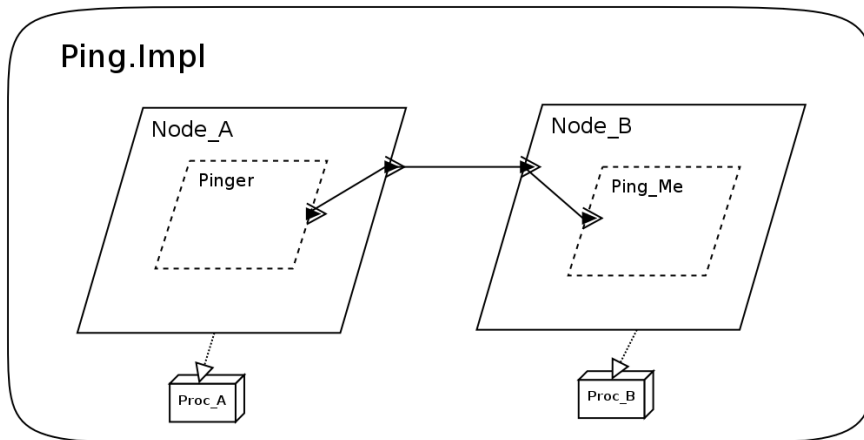 Ping.Impl
Node_A
Node_B
Pinger
Ping_Me
Proc_A
Proc_B